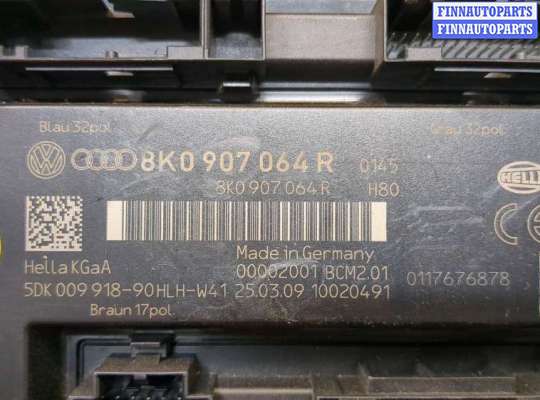 FINNAUTOPARTS
FINNAUTOPARTS
Blau 32pol. Grau 32pol.
8K0 907 064 R 0145
8K0 907 064 R H80
HELLA
Made in Germany
Hella KGaA 00002001 BCM2.01 0117676878
5DK 009 918-90 HLH-W41 25.03.09 10020491
Braun 17pol.